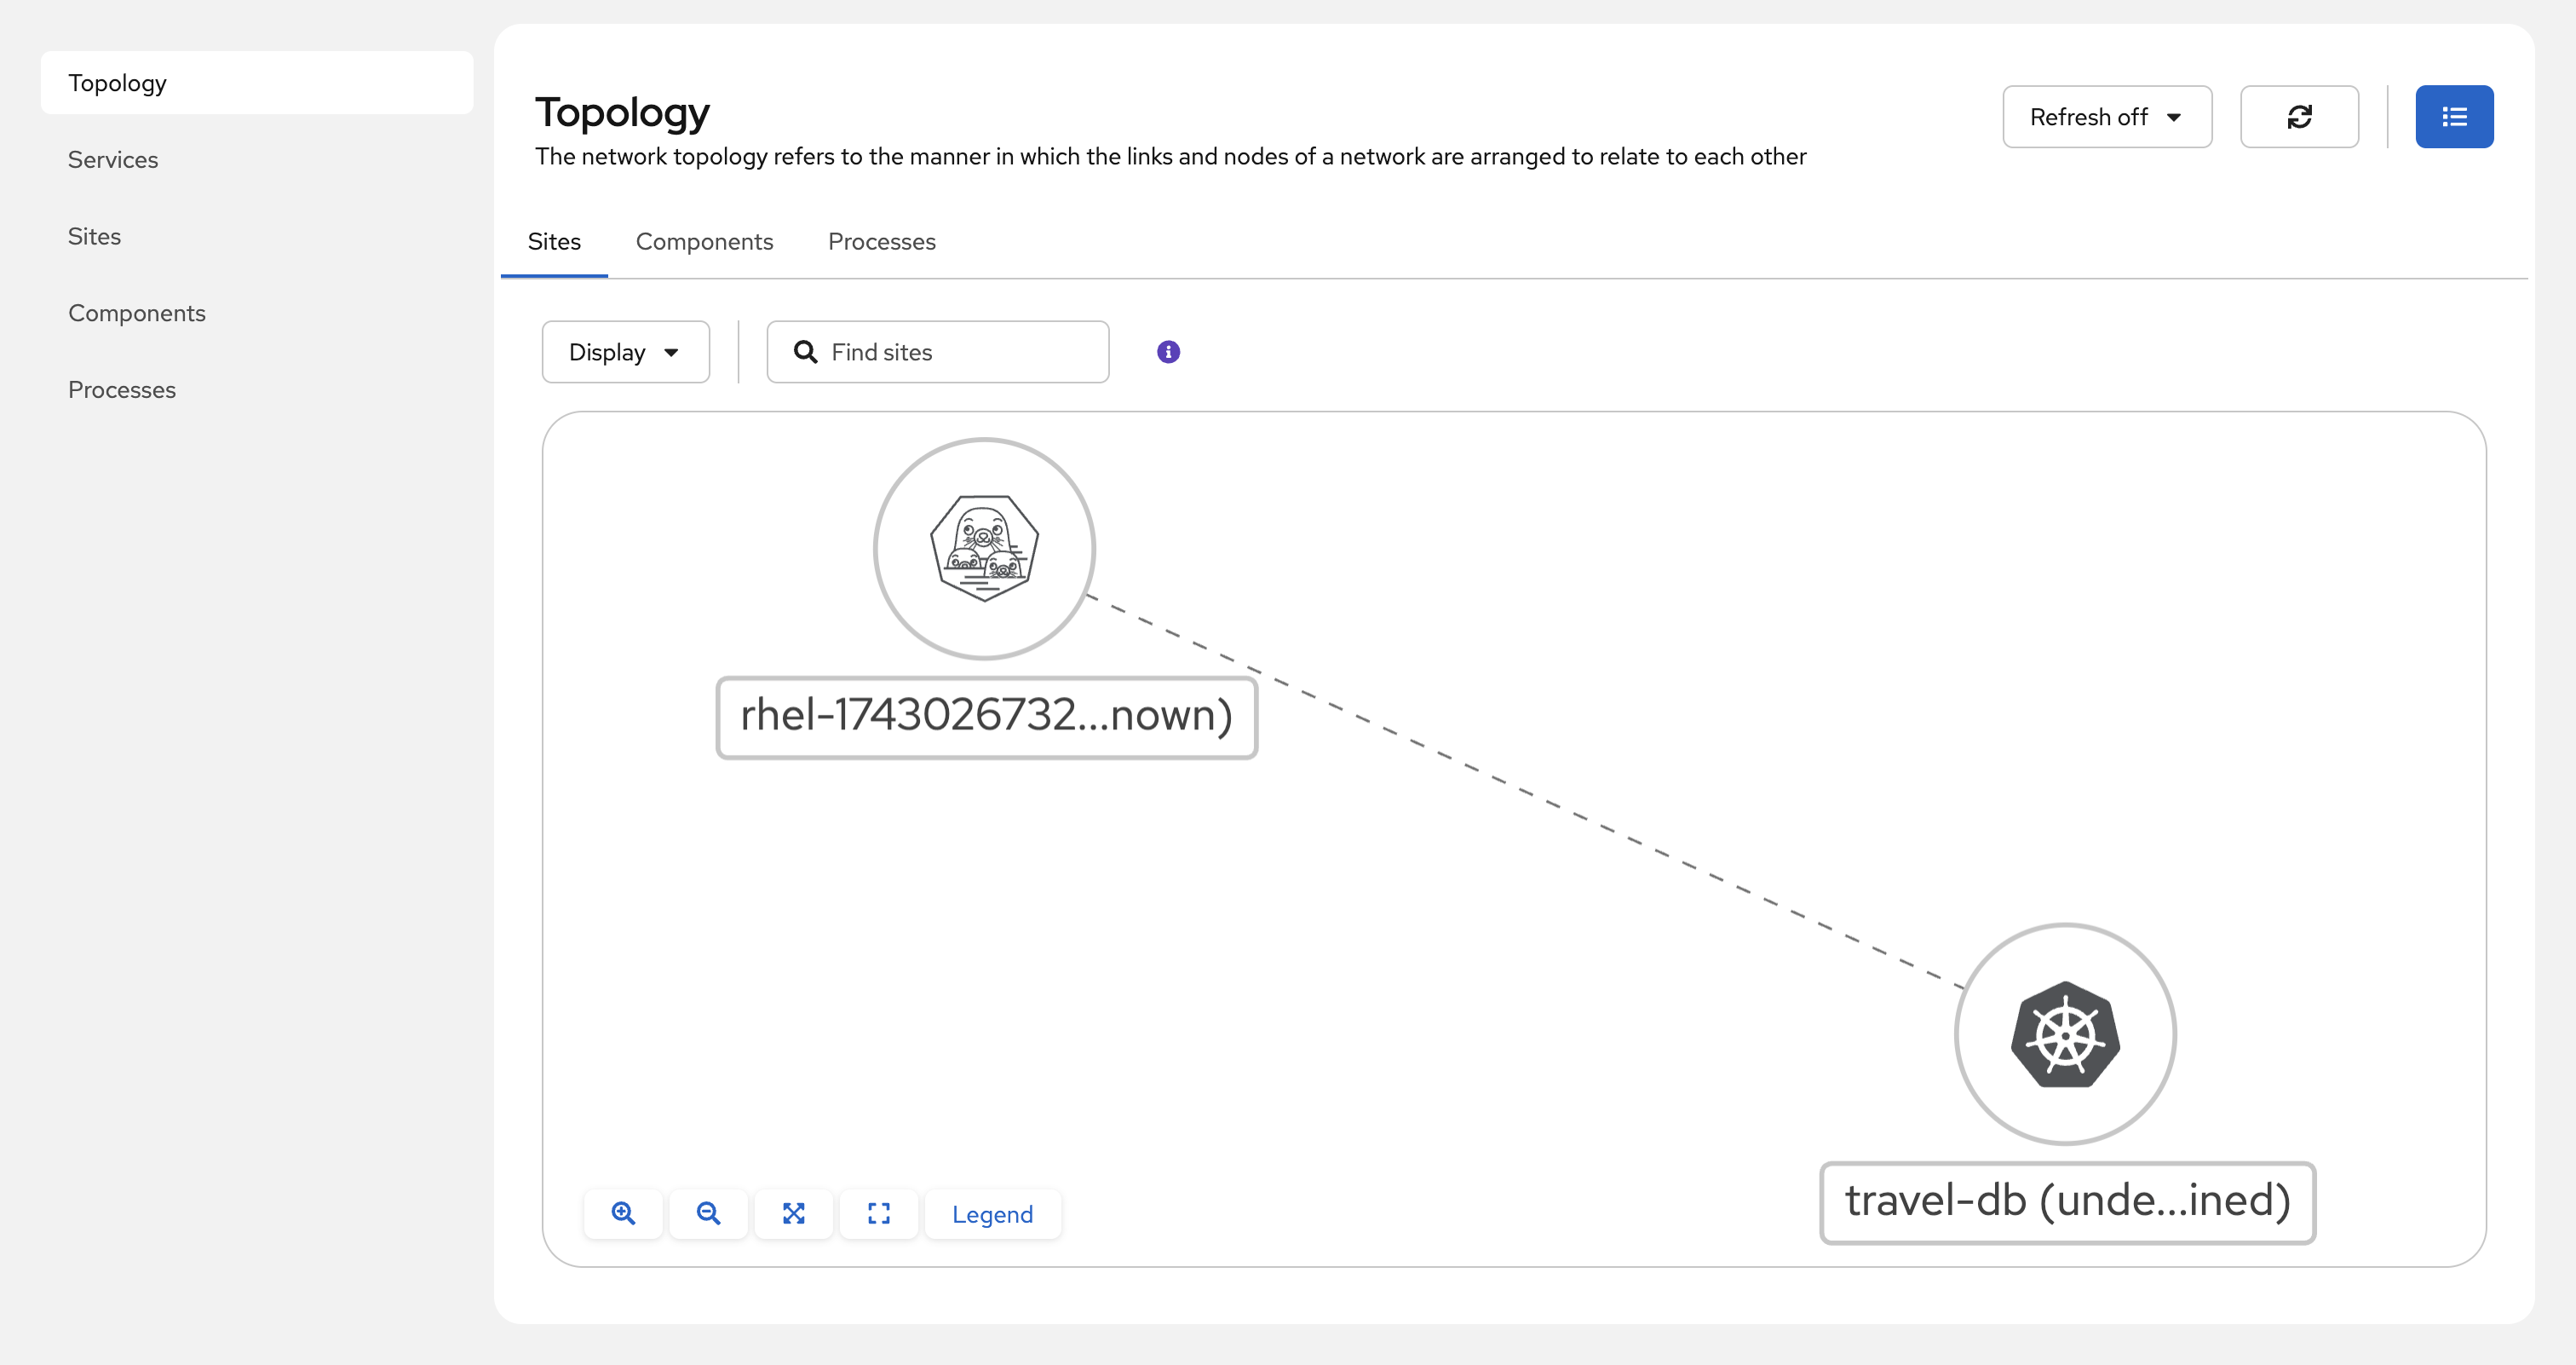 Topology
Services
Sites
Components
Processes
Topology
The network topology refers to the manner in which the links and nodes of a network are arranged to relate to each other
Refresh off
Sites Components Processes
Display
Find sites
rhel-1743026732...nown)
travel-db (unde...ined)
Legend